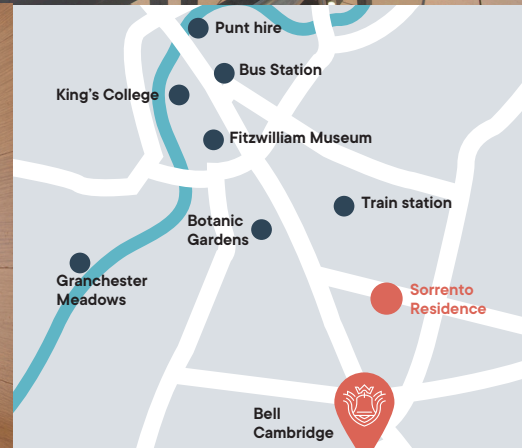 Punt hire
Bus Station
King's College
Fitzwilliam Museum
Train station
Botanic
Gardens
Granchester
Meadows
Sorrento
Residence
Bell
Cambridge